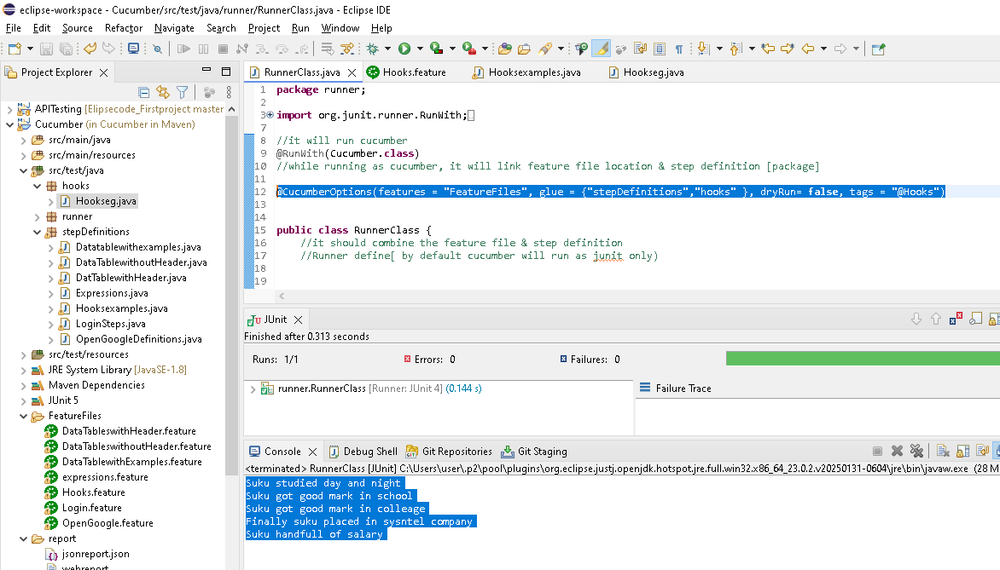 eclipse-workspace - Cucumber/src/test/java/runner/RunnerClass.java - Eclipse IDE
File Edit Source Refactor Navigate Search Project Run Window Help
Project Explorer
APITesting [Elipsecode_Firstproject master
Cucumber (in Cucumber in Maven)
src/main/java
src/main/resources
src/test/java
hooks
Hookseg.java
runner
stepDefinitions
Datatablewithexamples.java
DataTablewithoutHeader.java
DatTablewithHeader.java
Expressions.java
Hooksexamples.java
LoginSteps.java
OpenGoogleDefinitions.java
src/test/resources
JRE System Library [JavaSE-1.8]
Maven Dependencies
JUnit 5
FeatureFiles
DataTableswithHeader.feature
DataTableswithoutHeader.feature
DataTablewithExamples.feature
expressions.feature
Hooks.feature
Login.feature
OpenGoogle.feature
report
jsonreport.json
webreport
RunnerClass.java Hooks.feature Hooksexamples.java Hookseg.java
1 package runner;
2
3 import org.junit.runner.RunWith;
7
8 //it will run cucumber
9 @RunWith(Cucumber.class)
10 //while running as cucumber, it will link feature file location & step definition [package]
11
12 @CucumberOptions(features = "FeatureFiles", glue = {"stepDefinitions","hooks" }, dryRun= false, tags = "@Hooks")
13
14
15 public class RunnerClass {
16 //it should combine the feature file & step definition
17 //Runner define[ by default cucumber will run as junit only)
18
19
JUnit
Finished after 0.313 seconds
Runs: 1/1 Errors: 0 Failures: 0
runner.RunnerClass [Runner: JUnit 4] (0.144 s)
Failure Trace
Console Debug Shell Git Repositories Git Staging
<terminated> RunnerClass [JUnit] C:\Users\user\.p2\pool\plugins\org.eclipse.justj.openjdk.hotspot.jre.full.win32.x86_64_23.0.2.v20250131-0604\jre\bin\javaw.exe (28 M
Suku studied day and night
Suku got good mark in school
Suku got good mark in colleage
Finally suku placed in sysntel company
Suku handfull of salary